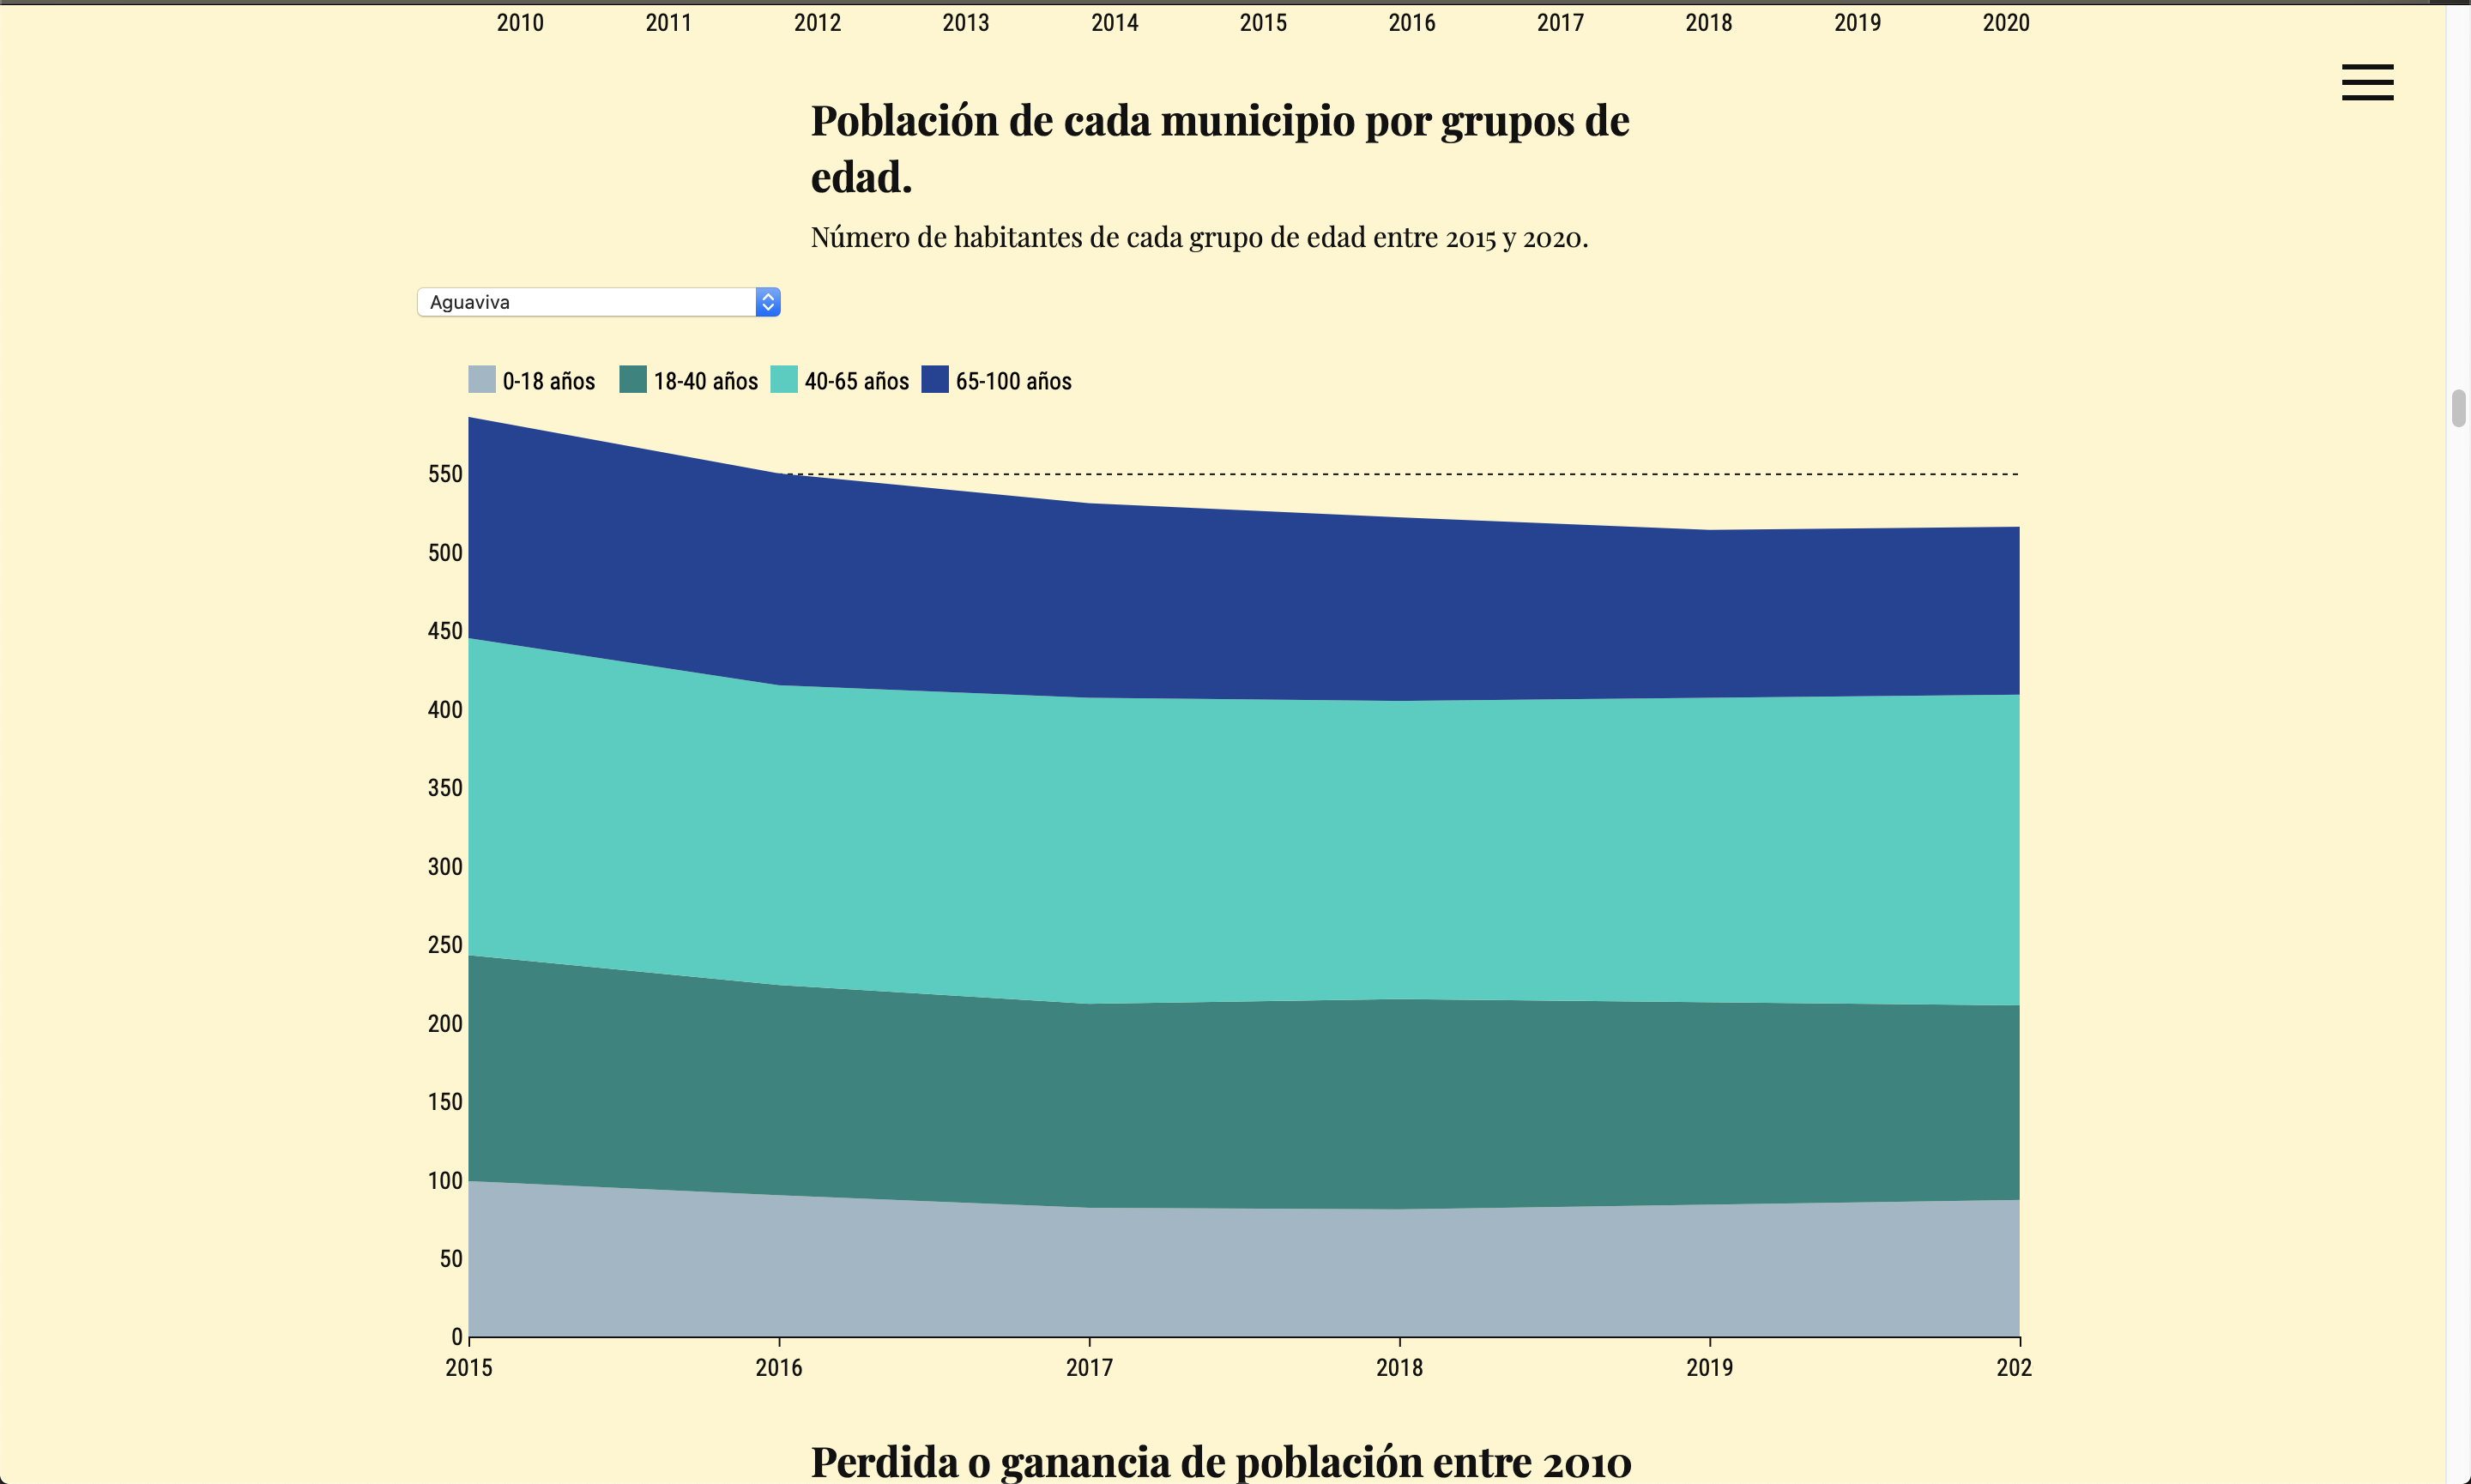 2010 2011 2012 2013 2014 2015 2016 2017 2018 2019 2020
Población de cada municipio por grupos de
edad.
Número de habitantes de cada grupo de edad entre 2015 y 2020.
Aguaviva
0-18 años 18-40 años 40-65 años 65-100 años
550
500
450
400
350
300
250
200
150
100
50
0
2015 2016 2017 2018 2019 202
Perdida o ganancia de población entre 2010